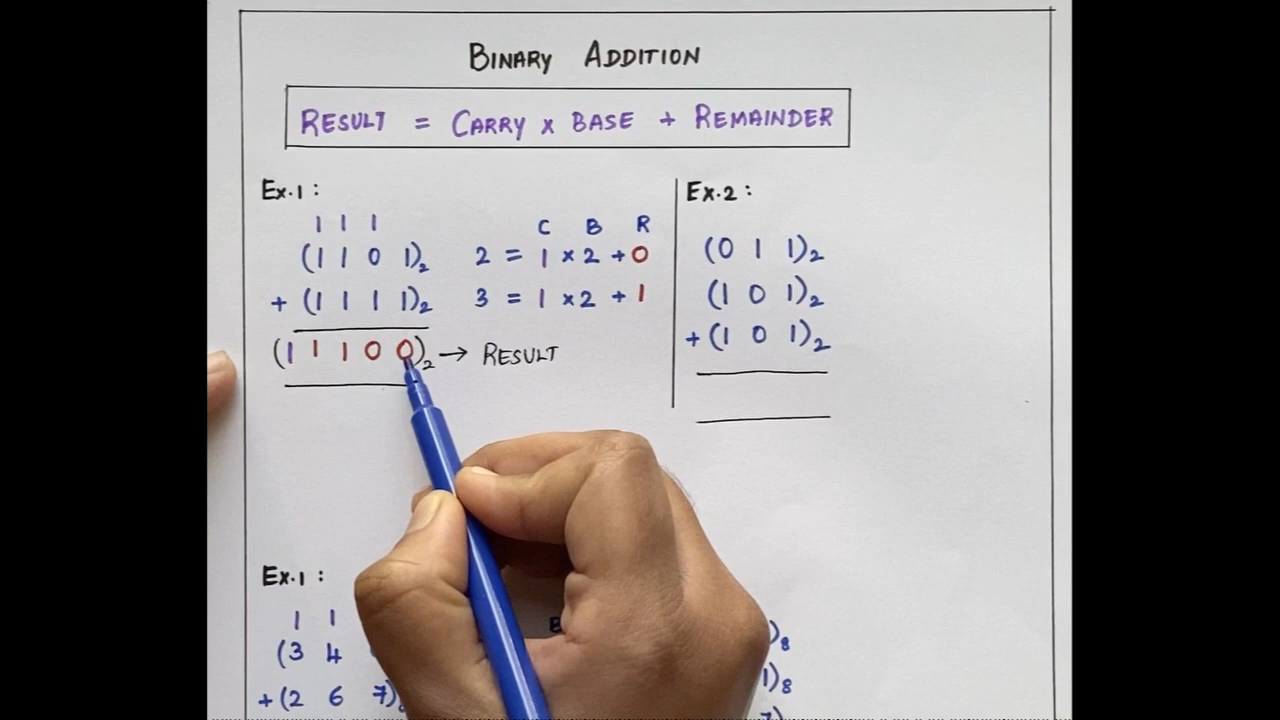 BINARY ADDITION
RESULT = CARRY x BASE + REMAINDER
Ex.1 :
1 1 1
(1 1 0 1)₂
+ (1 1 1 1)₂
(1 1 1 0 0)₂ → RESULT
C B R
2 = 1 x 2 + 0
3 = 1 x 2 + 1
Ex.2 :
(0 1 1)₂
(1 0 1)₂
+ (1 0 1)₂
Ex.1 :
1 1
(3 4
+ (2 6 7)
)₈
1)₈